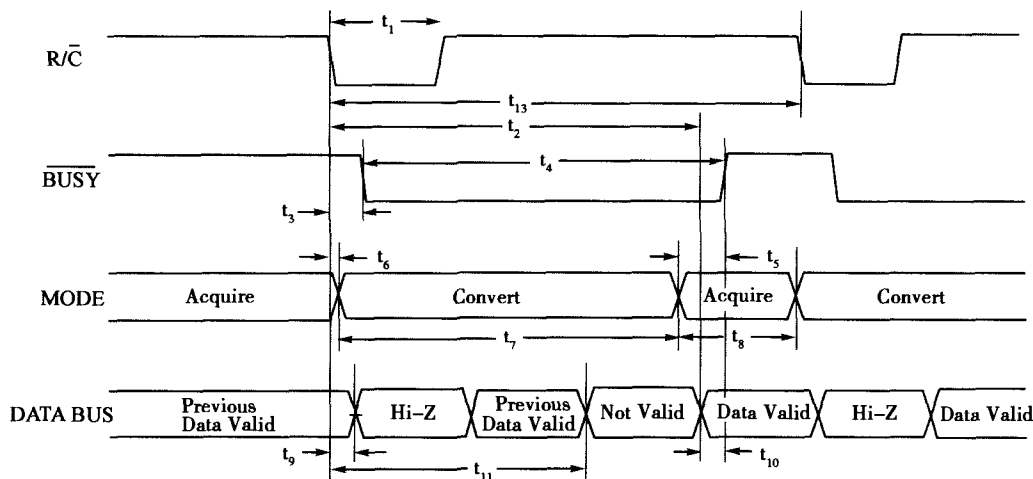 t₁
R/C̅
t₁₃
t₂
B̅U̅S̅Y̅
t₄
t₃
t₆
t₅
MODE
Acquire
Convert
Acquire
Convert
t₇
t₈
DATA BUS
Previous
Data Valid
Hi–Z
Previous
Data Valid
Not Valid
Data Valid
Hi–Z
Data Valid
t₉
t₁₁
t₁₀